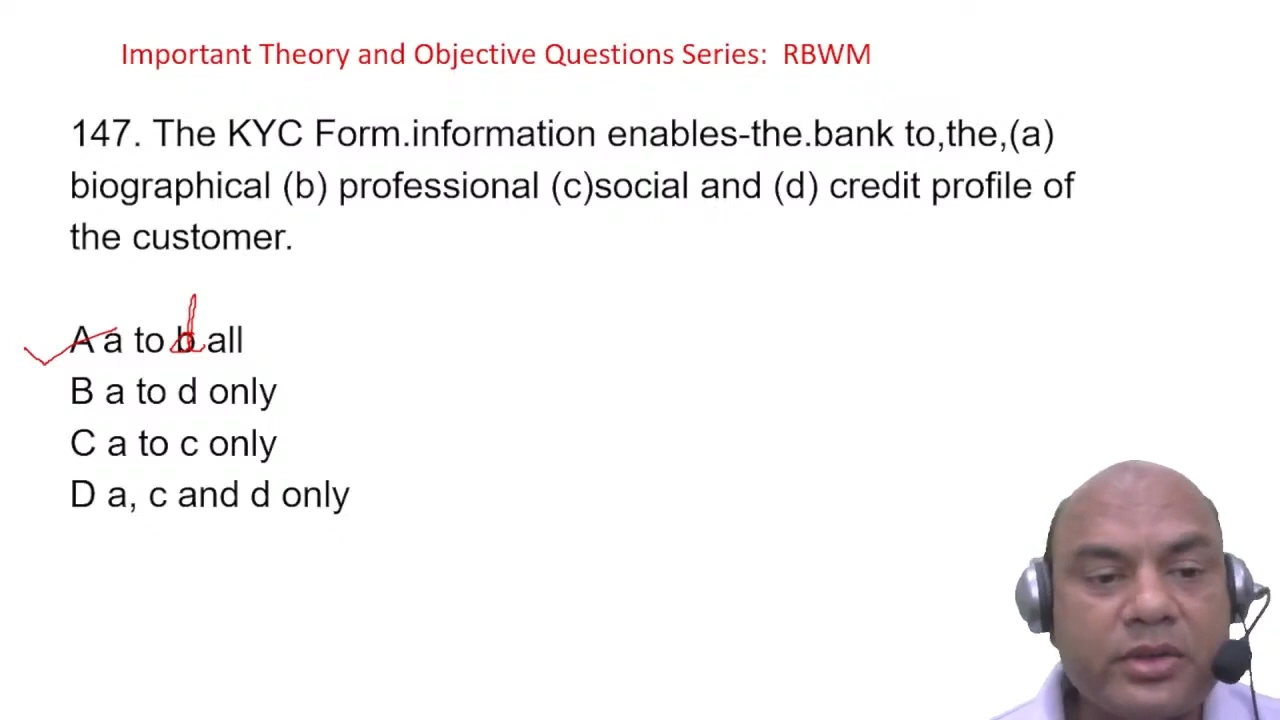 Important Theory and Objective Questions Series: RBWM
147. The KYC Form.information enables-the.bank to,the,(a)
biographical (b) professional (c)social and (d) credit profile of
the customer.
A a to d all
B a to d only
C a to c only
D a, c and d only